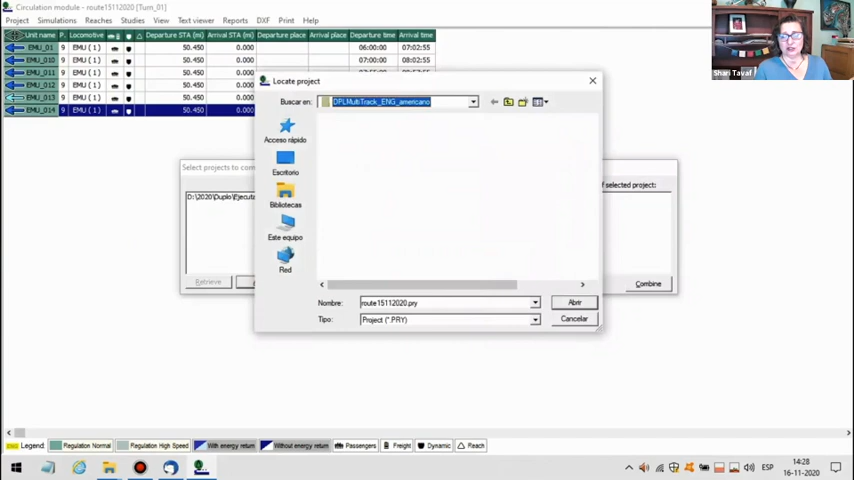 Circulation module - route15112020 [Turn_01]
Project Simulations Reaches Studies View Text viewer Reports DXF Print Help
Unit name P. Locomotive Departure STA (mi) Arrival STA (mi) Departure place Arrival place Departure time Arrival time
EMU_01 9 EMU ( 1 ) 50.450 0.000 06:00:00 07:02:55
EMU_010 9 EMU ( 1 ) 50.450 0.000 07:00:00 08:02:55
EMU_011 9 EMU ( 1 ) 50.450 0.000
EMU_012 9 EMU ( 1 ) 50.450 0.000
EMU_013 9 EMU ( 1 ) 50.450 0.000
EMU_014 9 EMU ( 1 ) 50.450 0.000
Shari Tavaf
Locate project
Buscar en: DPLMultiTrack_ENG_americano
Acceso rápido
Escritorio
Bibliotecas
Este equipo
Red
Nombre: route15112020.pry Abrir
Tipo: Project (*.PRY) Cancelar
Select projects to com
of selected project:
D:\2020\Duplo\Ejecuta
Retrieve
Combine
Legend: Regulation Normal Regulation High Speed With energy return Without energy return Passengers Freight Dynamic Reach
ESP
14:28
16-11-2020